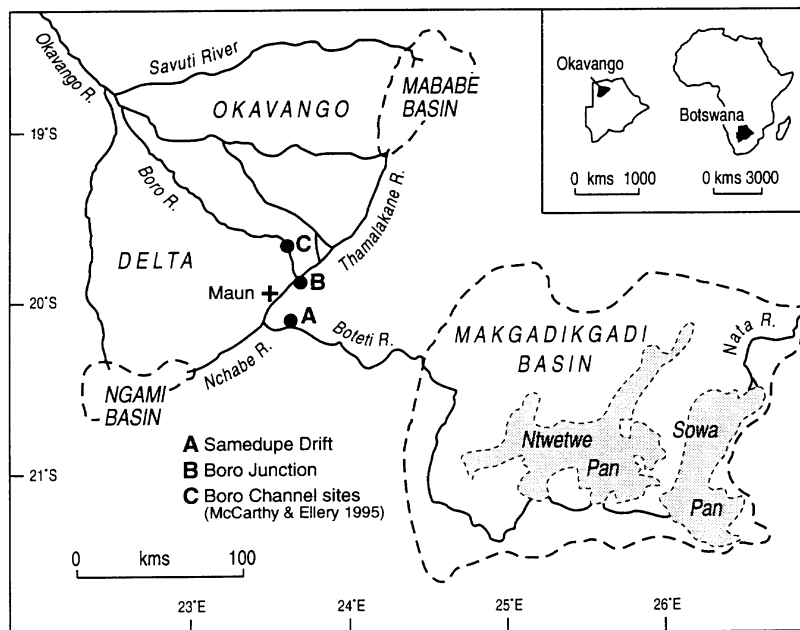 Okavango R.
Savuti River
OKAVANGO
MABABE
BASIN
19°S
Boro R.
Thamalakane R.
C
DELTA
B
Maun
20°S
A
Boteti R.
Nchabe R.
NGAMI
BASIN
MAKGADIKGADI
BASIN
Nata R.
Ntwetwe
Pan
Sowa
Pan
A Samedupe Drift
B Boro Junction
C Boro Channel sites
(McCarthy & Ellery 1995)
21°S
0 kms 100
23°E
24°E
25°E
26°E
Okavango
Botswana
0 kms 1000
0 kms 3000